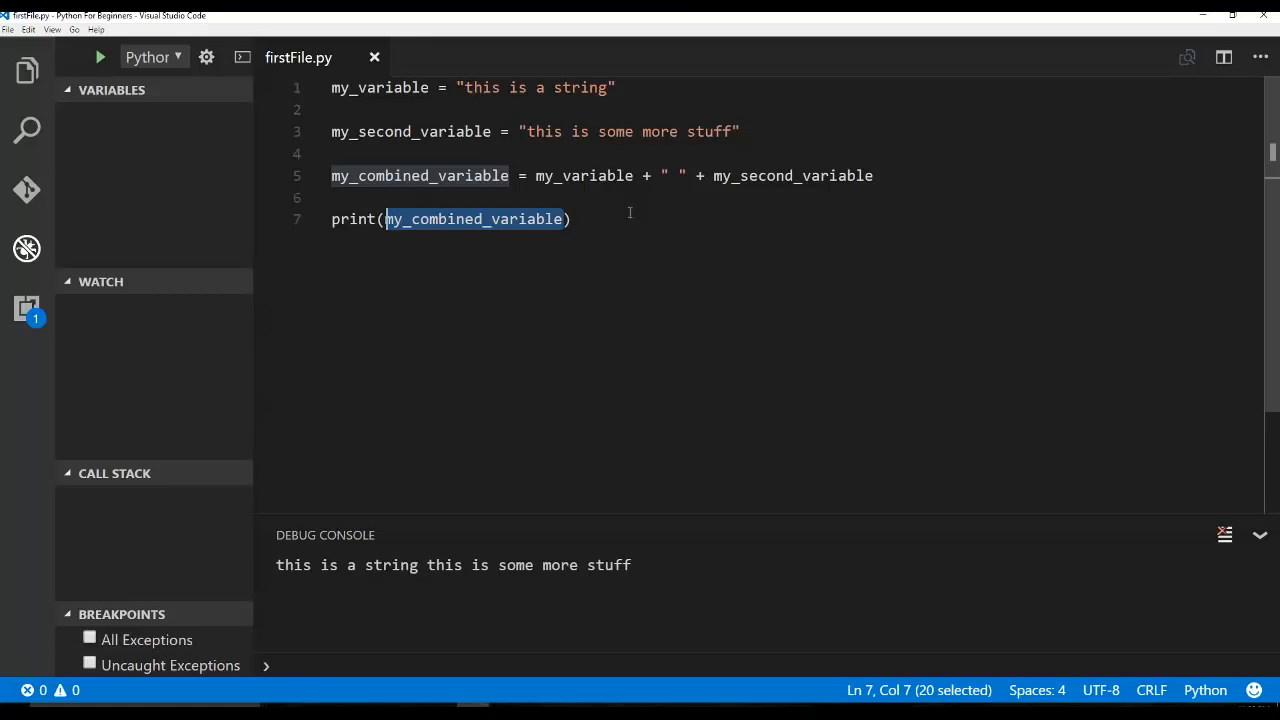 firstFile.py - Python For Beginners - Visual Studio Code
File Edit View Go Help
Python
firstFile.py
VARIABLES
1 my_variable = "this is a string"
2
3 my_second_variable = "this is some more stuff"
4
5 my_combined_variable = my_variable + " " + my_second_variable
6
7 print(my_combined_variable)
WATCH
1
CALL STACK
DEBUG CONSOLE
this is a string this is some more stuff
BREAKPOINTS
All Exceptions
Uncaught Exceptions
0 0 Ln 7, Col 7 (20 selected) Spaces: 4 UTF-8 CRLF Python